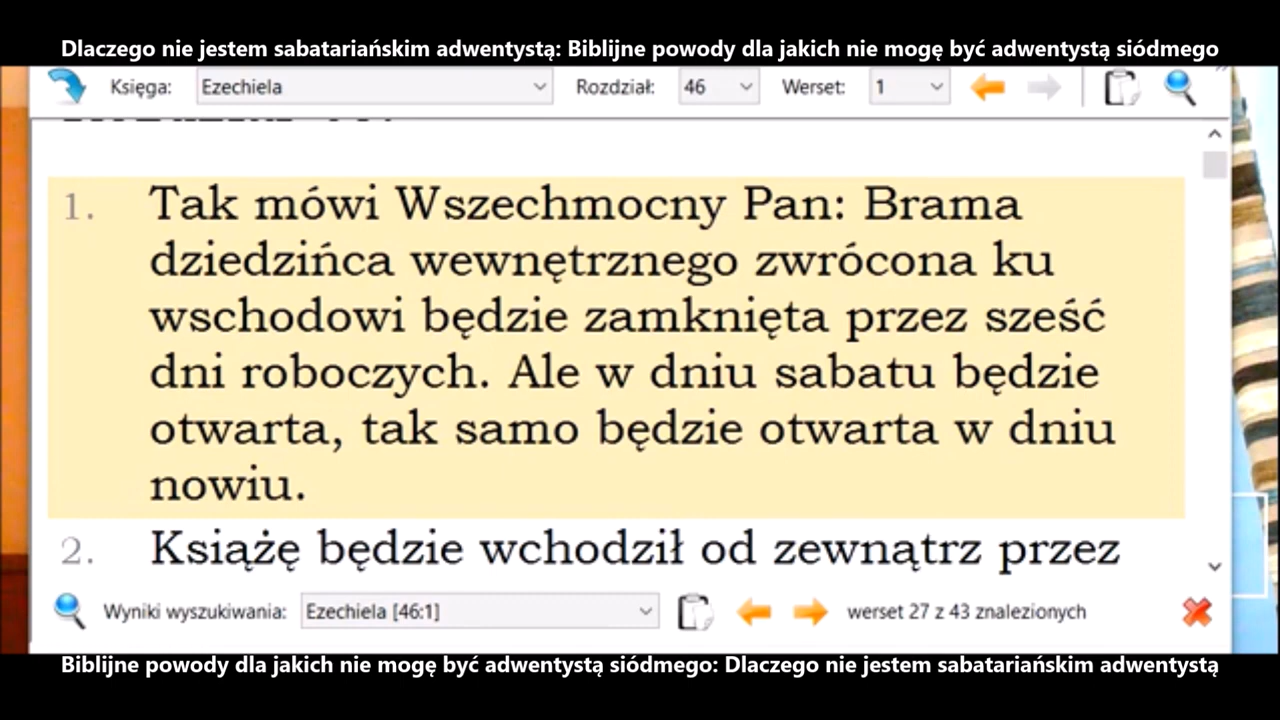 Dlaczego nie jestem sabatariańskim adwentystą: Biblijne powody dla jakich nie mogę być adwentystą siódmego
Księga: Ezechiela Rozdział: 46 Werset: 1
1. Tak mówi Wszechmocny Pan: Brama
dziedzińca wewnętrznego zwrócona ku
wschodowi będzie zamknięta przez sześć
dni roboczych. Ale w dniu sabatu będzie
otwarta, tak samo będzie otwarta w dniu
nowiu.
2. Książę będzie wchodził od zewnątrz przez
Wyniki wyszukiwania: Ezechiela [46:1] werset 27 z 43 znalezionych
Biblijne powody dla jakich nie mogę być adwentystą siódmego: Dlaczego nie jestem sabatariańskim adwentystą